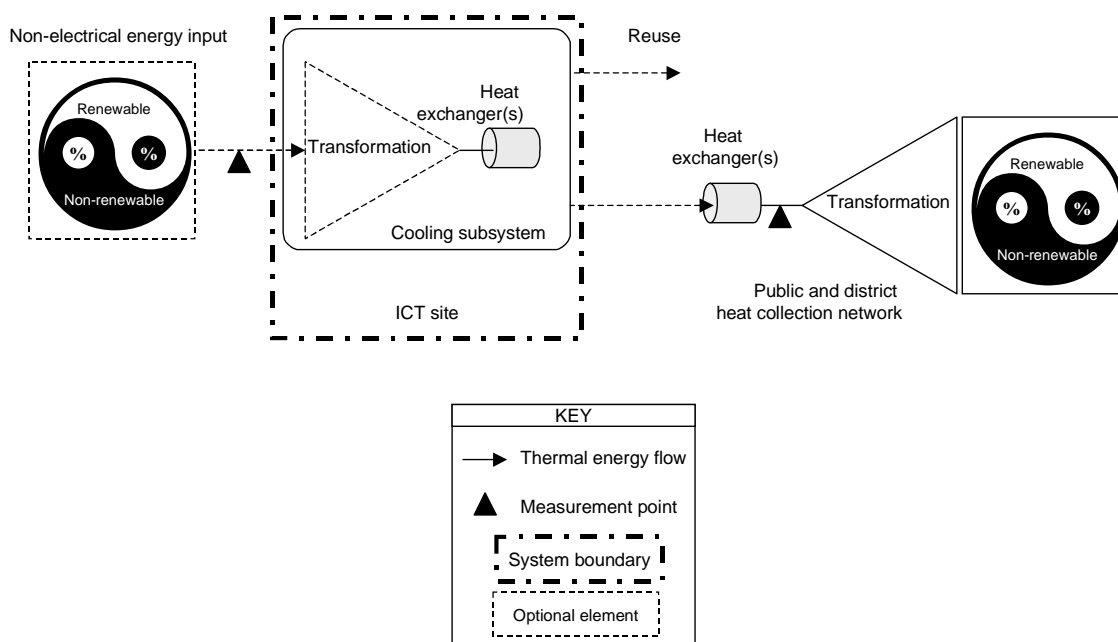 Non-electrical energy input
Renewable
%
%
Non-renewable
Transformation
Heat
exchanger(s)
Cooling subsystem
ICT site
Reuse
Heat
exchanger(s)
Transformation
Public and district
heat collection network
Renewable
%
%
Non-renewable
KEY
Thermal energy flow
Measurement point
System boundary
Optional element